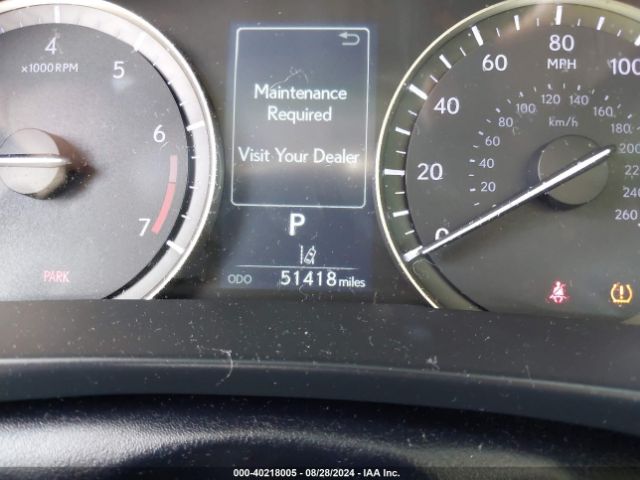 4
×1000RPM
5
6
7
PARK
Maintenance
Required
Visit Your Dealer
P
ODO 51418 miles
0
20
40
60
80
100
MPH
km/h
20
40
60
80
100
120
140
160
180
200
220
240
260
000-40218005 - 08/28/2024 - IAA Inc.